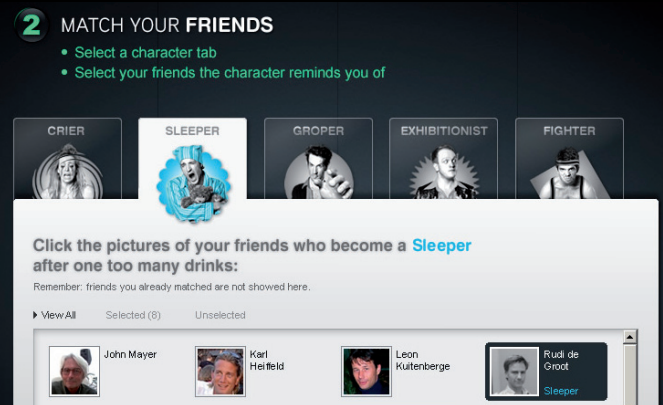 2 MATCH YOUR FRIENDS
• Select a character tab
• Select your friends the character reminds you of
CRIER
SLEEPER
GROPER
EXHIBITIONIST
FIGHTER
Click the pictures of your friends who become a Sleeper
after one too many drinks:
Remember: friends you already matched are not showed here.
View All
Selected (8)
Unselected
John Mayer
Karl
Heitfeld
Leon
Kuitenberge
Rudi de
Groot
Sleeper